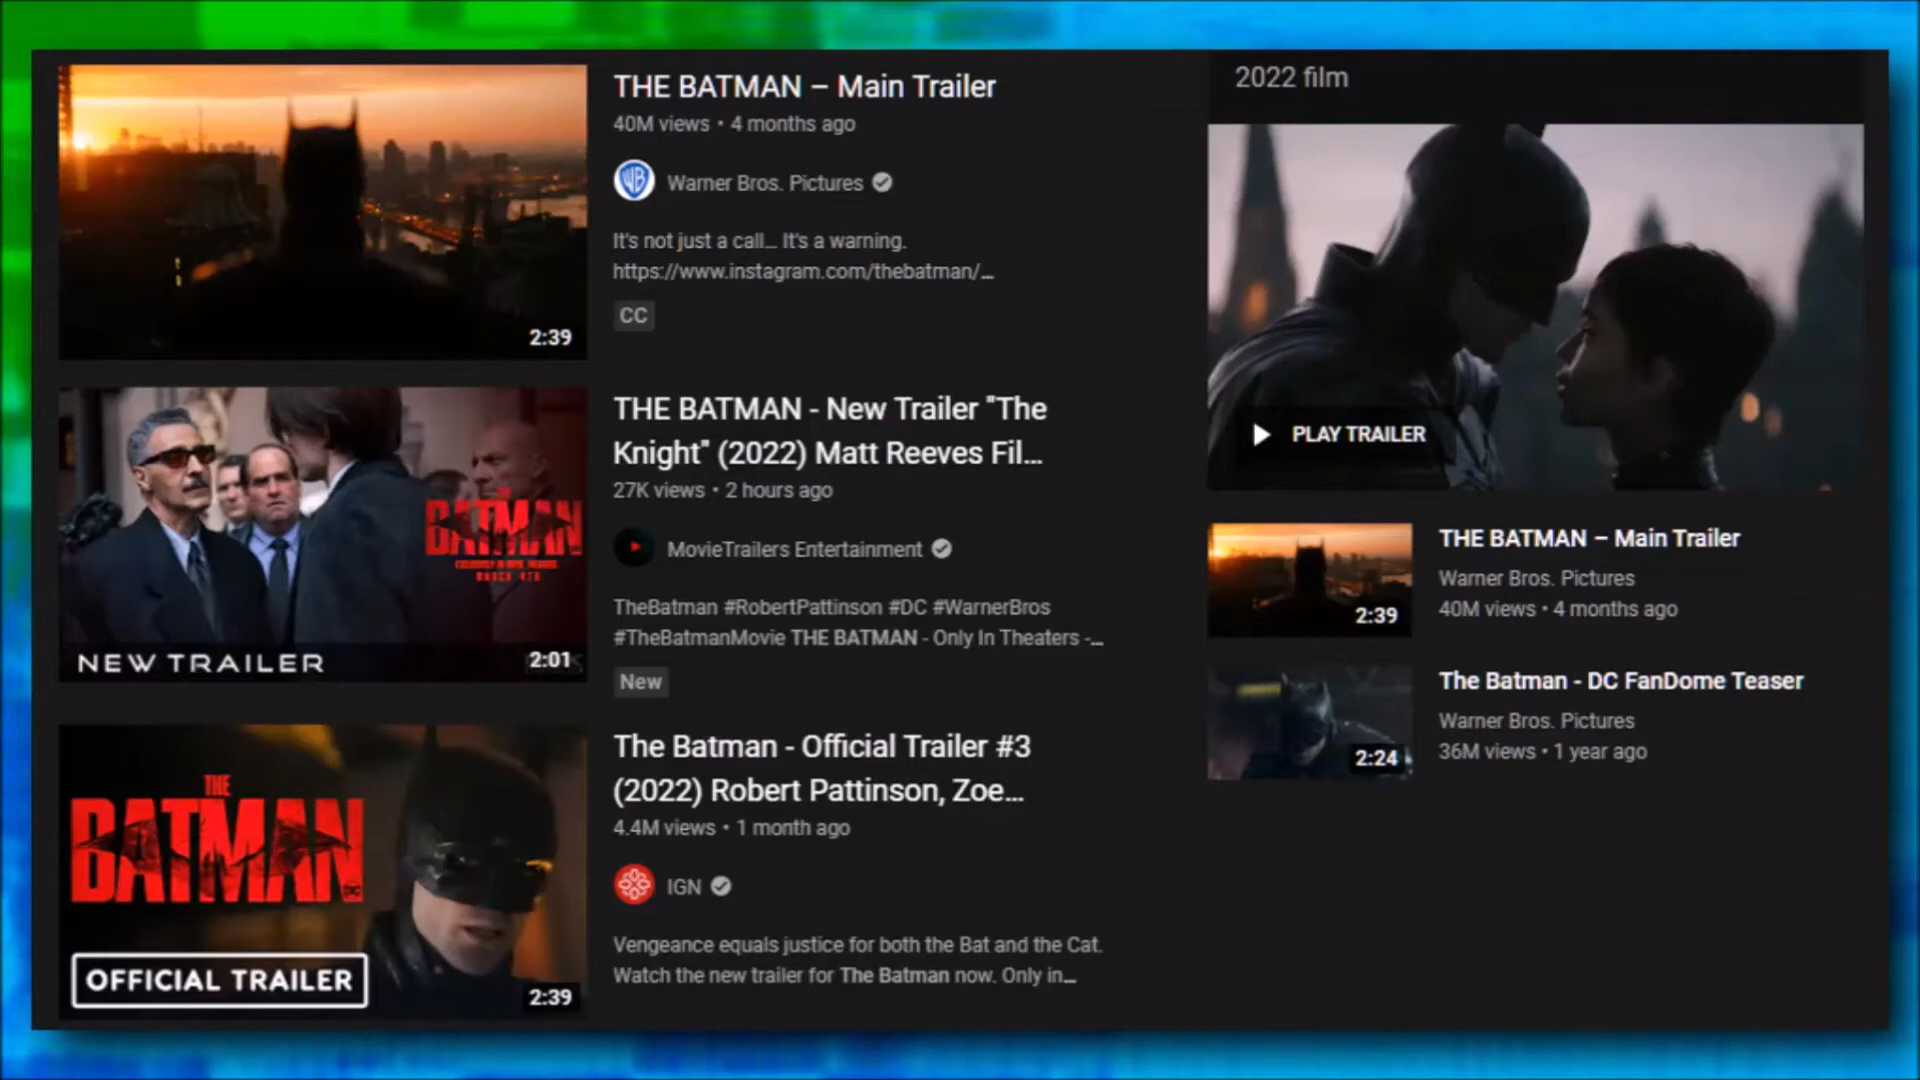 THE BATMAN – Main Trailer
40M views • 4 months ago
WB
Warner Bros. Pictures
It's not just a call... It's a warning.
https://www.instagram.com/thebatman/...
CC
2:39
THE BATMAN - New Trailer "The
Knight" (2022) Matt Reeves Fil...
27K views • 2 hours ago
MovieTrailers Entertainment
TheBatman #RobertPattinson #DC #WarnerBros
#TheBatmanMovie THE BATMAN - Only In Theaters -...
New
BATMAN
MARCH 4TH
NEW TRAILER
2:01
The Batman - Official Trailer #3
(2022) Robert Pattinson, Zoe...
4.4M views • 1 month ago
IGN
Vengeance equals justice for both the Bat and the Cat.
Watch the new trailer for The Batman now. Only in...
THE
BATMAN
DC
OFFICIAL TRAILER
2:39
2022 film
PLAY TRAILER
THE BATMAN – Main Trailer
Warner Bros. Pictures
40M views • 4 months ago
2:39
The Batman - DC FanDome Teaser
Warner Bros. Pictures
36M views • 1 year ago
2:24